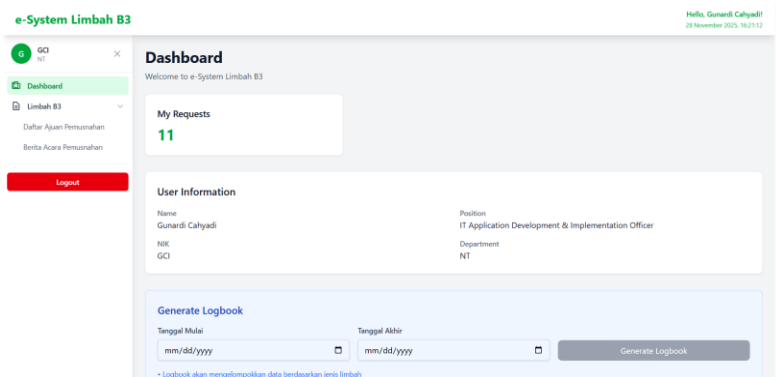 e-System Limbah B3
Hello, Gunardi Cahyadi!
28 November 2025, 16:21:12
G
GCI
NT
Dashboard
Limbah B3
Daftar Ajuan Pemusnahan
Berita Acara Pemusnahan
Logout
Dashboard
Welcome to e-System Limbah B3
My Requests
11
User Information
Name
Gunardi Cahyadi
Position
IT Application Development & Implementation Officer
NIK
GCI
Department
NT
Generate Logbook
Tanggal Mulai
Tanggal Akhir
mm/dd/yyyy
mm/dd/yyyy
Generate Logbook
• Logbook akan mengelompokkan data berdasarkan jenis limbah